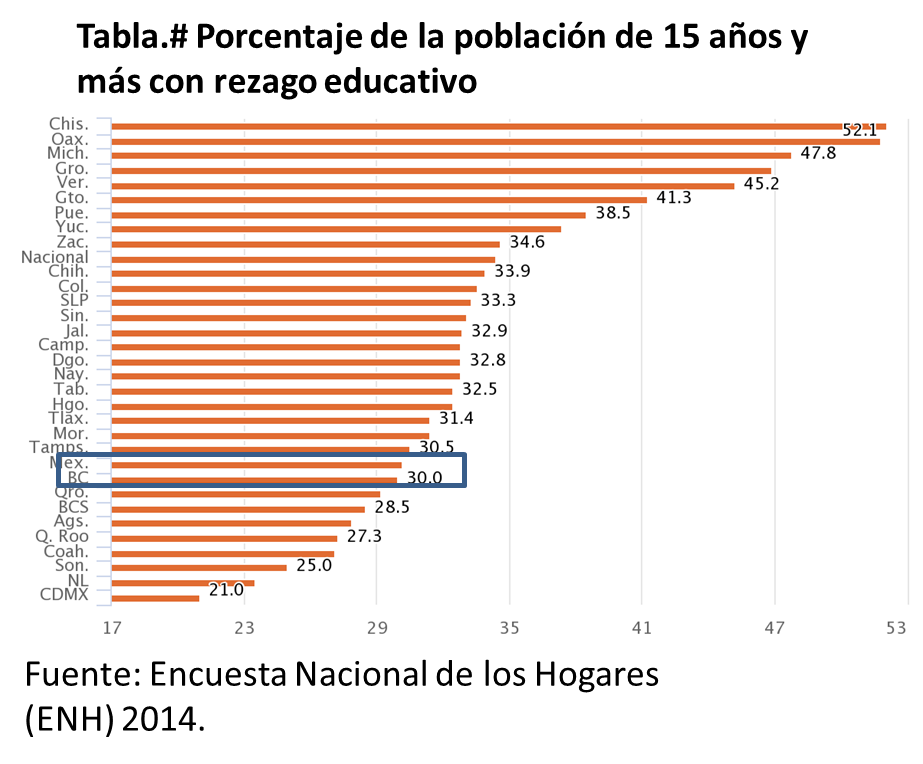 Tabla.# Porcentaje de la población de 15 años y
más con rezago educativo
Chis. 52.1
Oax.
Mich. 47.8
Gro.
Ver. 45.2
Gto. 41.3
Pue. 38.5
Yuc.
Zac. 34.6
Nacional
Chih. 33.9
Col.
SLP 33.3
Sin.
Jal. 32.9
Camp.
Dgo. 32.8
Nay.
Tab. 32.5
Hgo.
Tlax. 31.4
Mor.
Tamps. 30.5
Mex.
BC 30.0
Qro.
BCS 28.5
Ags.
Q. Roo 27.3
Coah.
Son. 25.0
NL
CDMX 21.0
17 23 29 35 41 47 53
Fuente: Encuesta Nacional de los Hogares
(ENH) 2014.